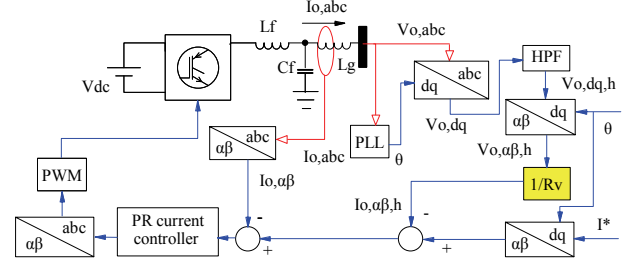 Lf
Io,abc
Vo,abc
HPF
Vdc
Cf
Lg
abc
dq
Vo,dq,h
Vo,dq
dq
αβ
θ
PLL
θ
abc
αβ
Io,abc
Vo,αβ,h
1/Rv
PWM
Io,αβ
Io,αβ,h
-
-
abc
αβ
PR current
controller
+
+
dq
αβ
I*